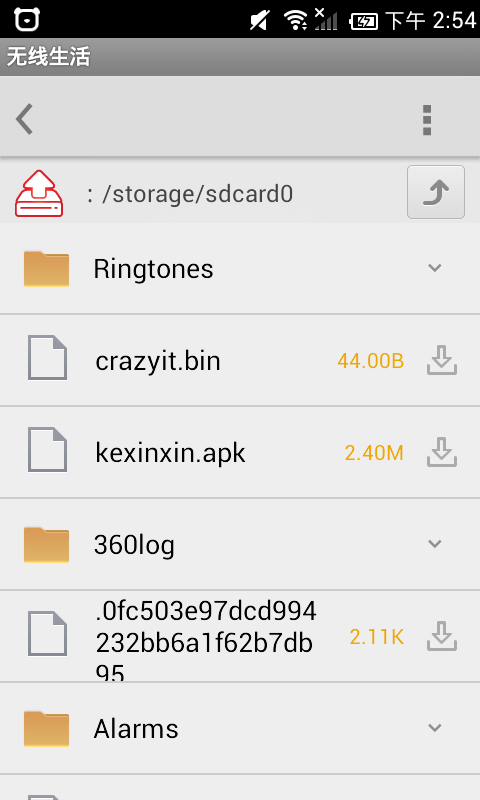 下午 2:54
无线生活
: /storage/sdcard0
Ringtones
crazyit.bin 44.00B
kexinxin.apk 2.40M
360log
.0fc503e97dcd994
232bb6a1f62b7db 2.11K
95
Alarms